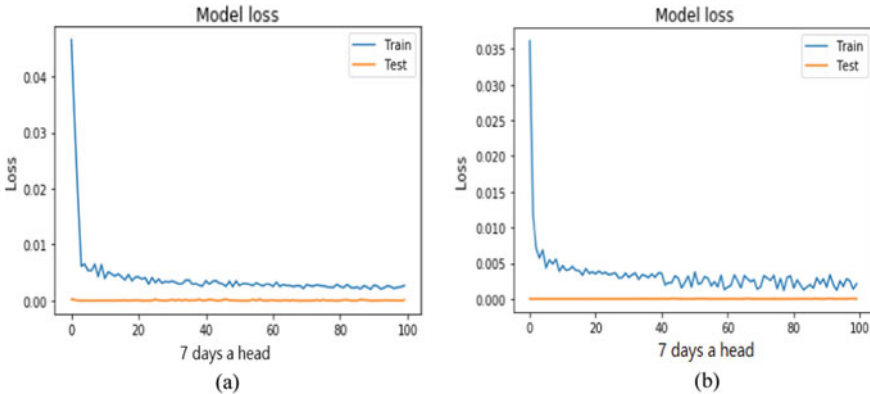 Model loss
Train
Test
0.04
0.03
0.02
0.01
0.00
Loss
0 20 40 60 80 100
7 days a head
(a)
Model loss
Train
Test
0.035
0.030
0.025
0.020
0.015
0.010
0.005
0.000
Loss
0 20 40 60 80 100
7 days a head
(b)